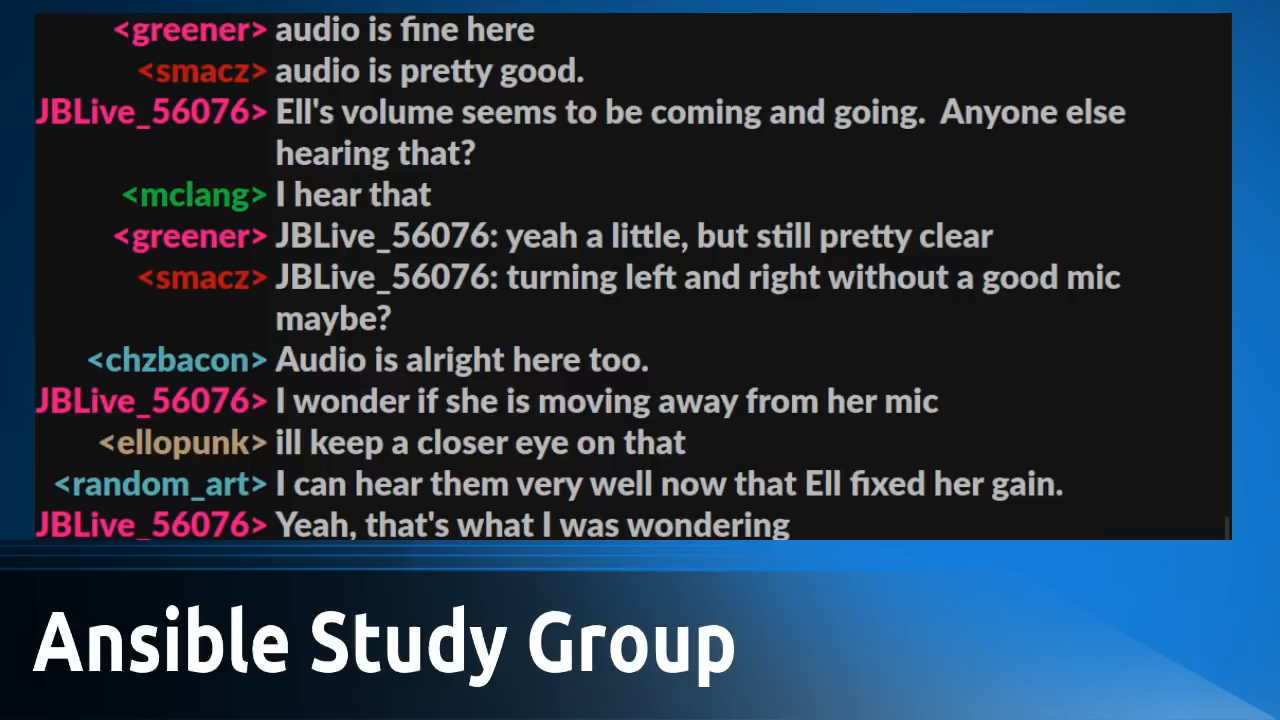 <greener> audio is fine here
<smacz> audio is pretty good.
JBLive_56076> Ell's volume seems to be coming and going.  Anyone else
hearing that?
<mclang> I hear that
<greener> JBLive_56076: yeah a little, but still pretty clear
<smacz> JBLive_56076: turning left and right without a good mic
maybe?
<chzbacon> Audio is alright here too.
JBLive_56076> I wonder if she is moving away from her mic
<ellopunk> ill keep a closer eye on that
<random_art> I can hear them very well now that Ell fixed her gain.
JBLive_56076> Yeah, that's what I was wondering
Ansible Study Group